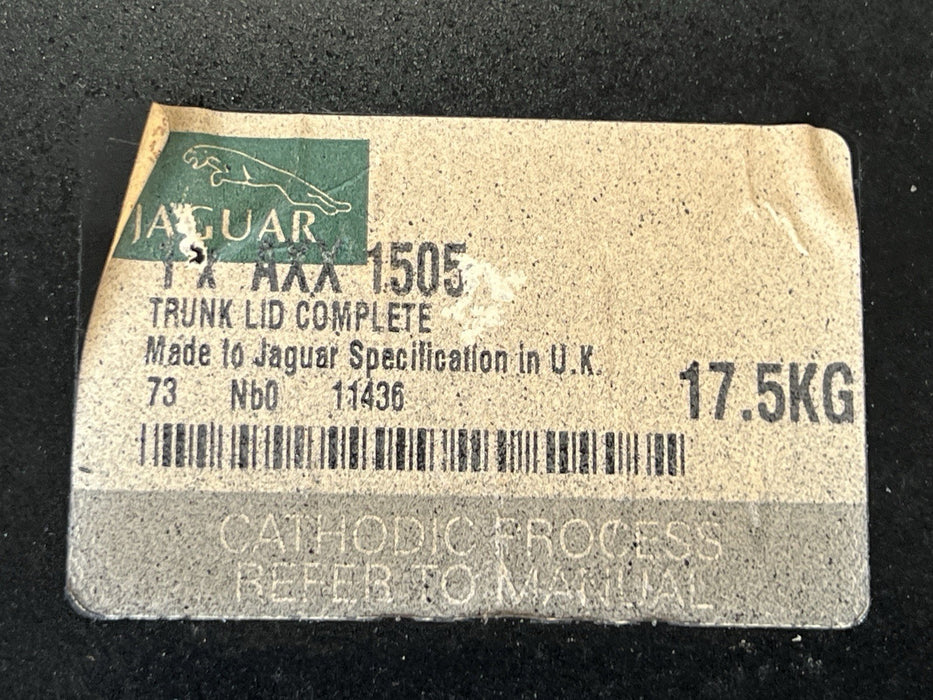 JAGUAR
1 x AXX 1505
TRUNK LID COMPLETE
Made to Jaguar Specification in U.K.
73 Nb0 11436
17.5KG
CATHODIC PROCESS
REFER TO MANUAL